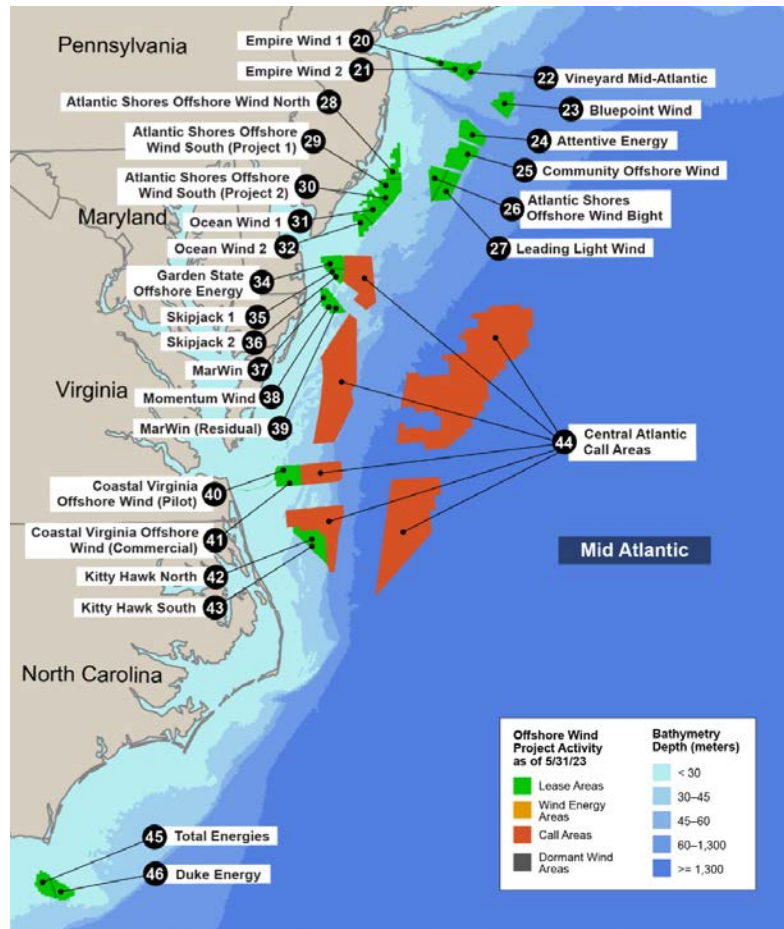 Pennsylvania
Empire Wind 1 20
Empire Wind 2 21
22 Vineyard Mid-Atlantic
Atlantic Shores Offshore Wind North 28
23 Bluepoint Wind
Atlantic Shores Offshore
Wind South (Project 1) 29
24 Attentive Energy
25 Community Offshore Wind
Atlantic Shores Offshore
Wind South (Project 2) 30
26 Atlantic Shores
Offshore Wind Bight
Maryland
Ocean Wind 1 31
Ocean Wind 2 32
27 Leading Light Wind
Garden State
Offshore Energy 34
Skipjack 1 35
Skipjack 2 36
MarWin 37
Virginia
Momentum Wind 38
MarWin (Residual) 39
44 Central Atlantic
Call Areas
Coastal Virginia
Offshore Wind (Pilot) 40
Coastal Virginia Offshore
Wind (Commercial) 41
Mid Atlantic
Kitty Hawk North 42
Kitty Hawk South 43
North Carolina
45 Total Energies
46 Duke Energy
Offshore Wind
Project Activity
as of 5/31/23
Lease Areas
Wind Energy
Areas
Call Areas
Dormant Wind
Areas
Bathymetry
Depth (meters)
< 30
30–45
45–60
60–1,300
>= 1,300